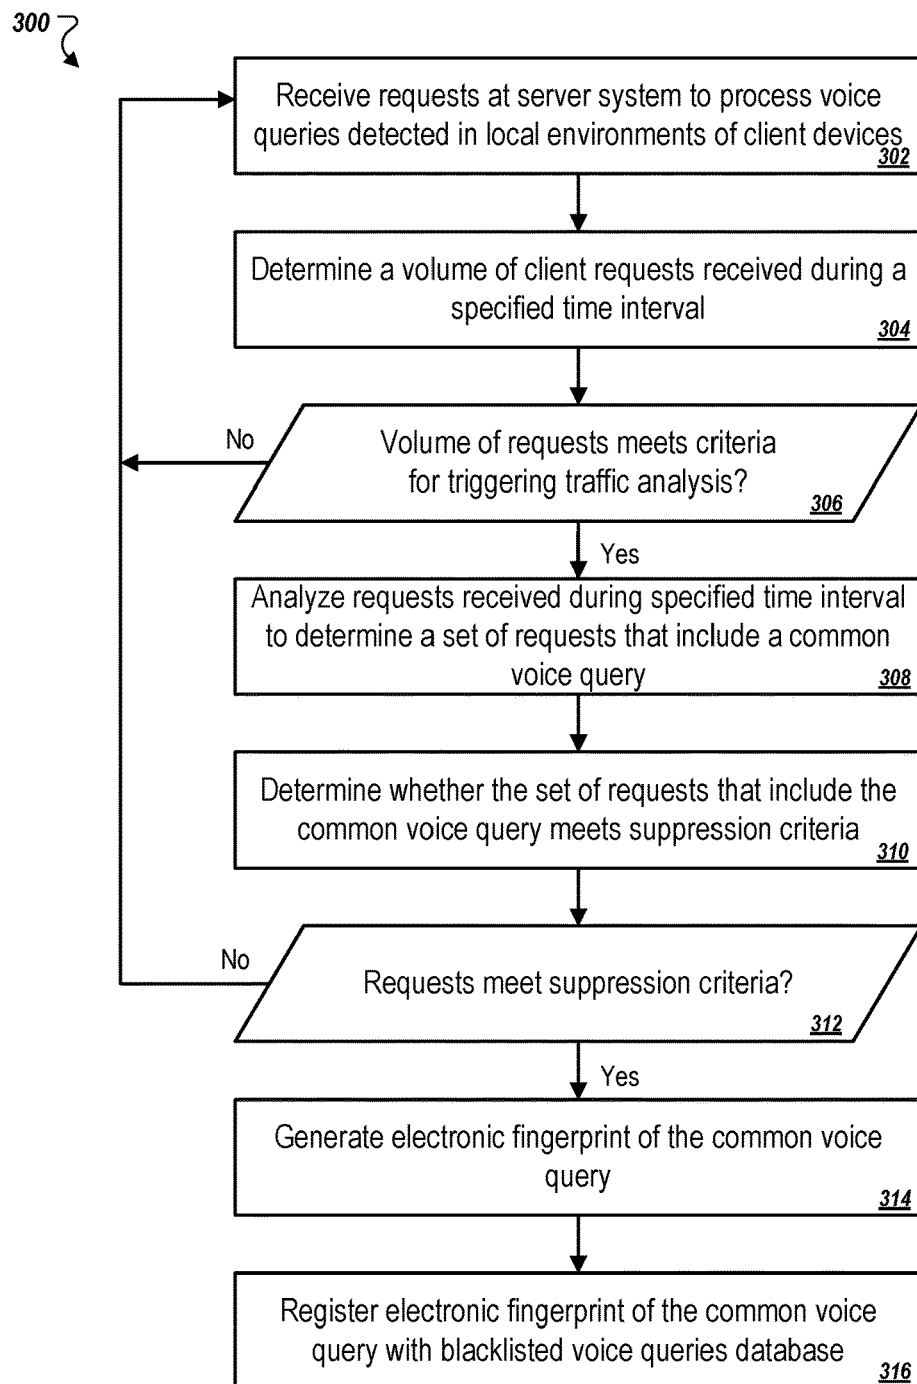 300
Receive requests at server system to process voice
queries detected in local environments of client devices
302
Determine a volume of client requests received during a
specified time interval
304
No
Volume of requests meets criteria
for triggering traffic analysis?
306
Yes
Analyze requests received during specified time interval
to determine a set of requests that include a common
voice query
308
Determine whether the set of requests that include the
common voice query meets suppression criteria
310
No
Requests meet suppression criteria?
312
Yes
Generate electronic fingerprint of the common voice
query
314
Register electronic fingerprint of the common voice
query with blacklisted voice queries database
316